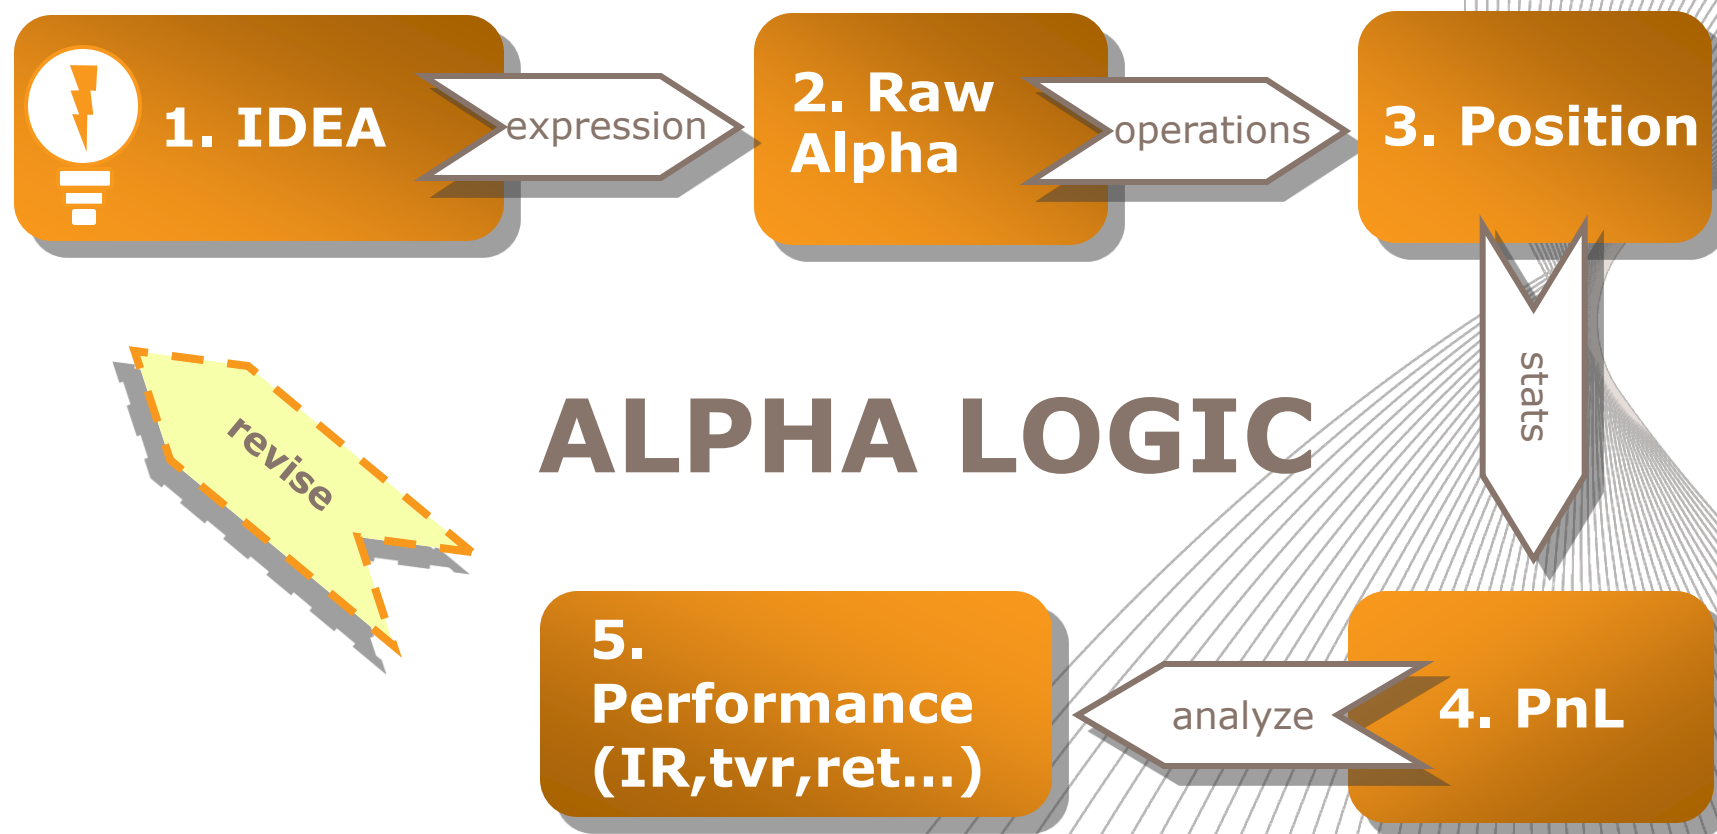 1. IDEA
expression
2. Raw
Alpha
operations
3. Position
stats
revise
ALPHA LOGIC
5.
Performance
(IR,tvr,ret...)
analyze
4. PnL